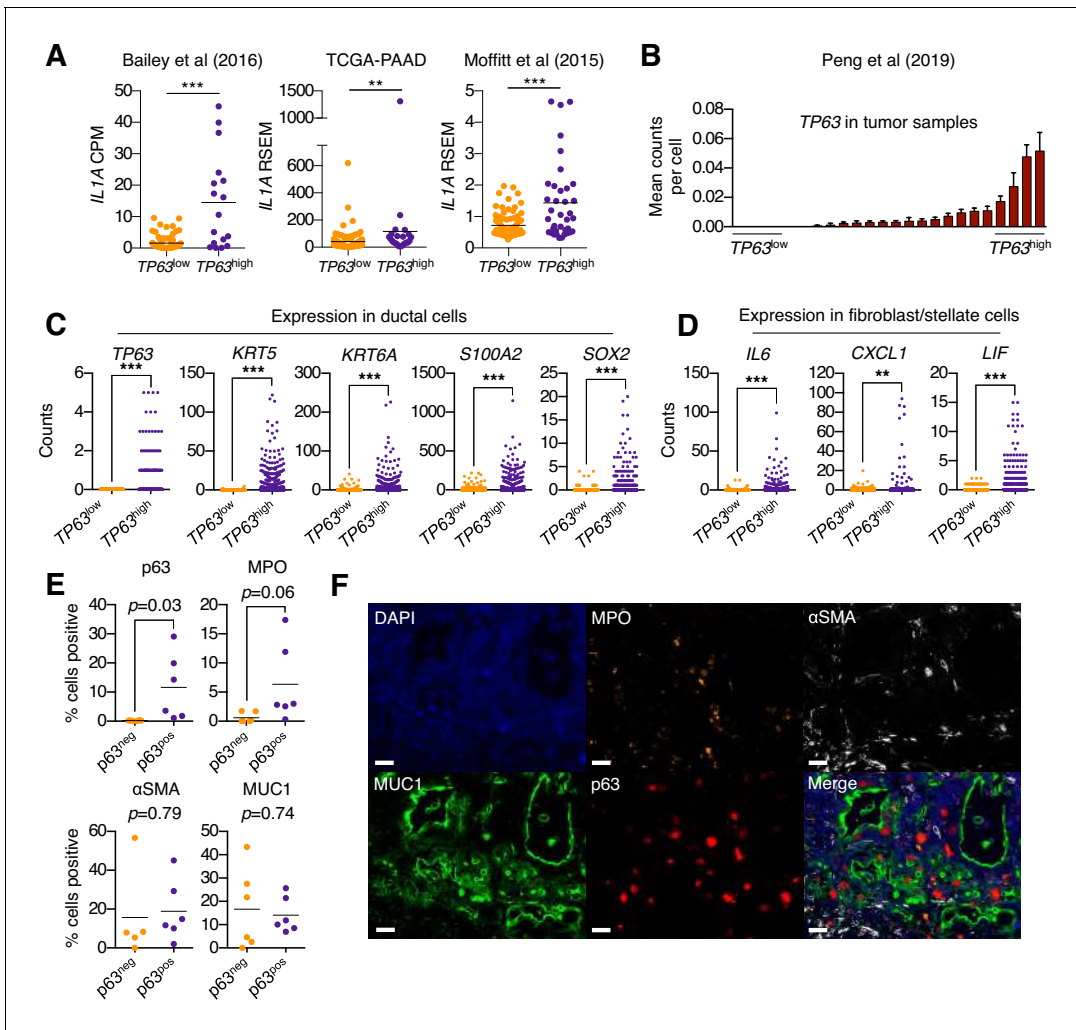 A
Bailey et al (2016)
TCGA-PAAD
Moffitt et al (2015)
***
**
***
IL1A CPM
50
40
30
20
10
0
TP63low
TP63high
IL1A RSEM
1500
1000
600
400
200
0
TP63low
TP63high
IL1A RSEM
5
4
3
2
1
0
TP63low
TP63high
B
Peng et al (2019)
TP63 in tumor samples
Mean counts
per cell
0.08
0.06
0.04
0.02
0.00
TP63low
TP63high
C
Expression in ductal cells
TP63
KRT5
KRT6A
S100A2
SOX2
***
***
***
***
***
Counts
6
4
2
0
TP63low
TP63high
150
100
50
0
TP63low
TP63high
300
200
100
0
TP63low
TP63high
1500
1000
500
0
TP63low
TP63high
25
20
15
10
5
0
TP63low
TP63high
D
Expression in fibroblast/stellate cells
IL6
CXCL1
LIF
***
**
***
Counts
150
100
50
0
TP63low
TP63high
120
100
80
60
40
20
0
TP63low
TP63high
20
15
10
5
0
TP63low
TP63high
E
p63
MPO
p=0.03
p=0.06
% cells positive
40
30
20
10
0
p63neg
p63pos
20
15
10
5
0
p63neg
p63pos
αSMA
MUC1
p=0.79
p=0.74
% cells positive
60
40
20
0
p63neg
p63pos
50
40
30
20
10
0
p63neg
p63pos
F
DAPI
MPO
αSMA
MUC1
p63
Merge